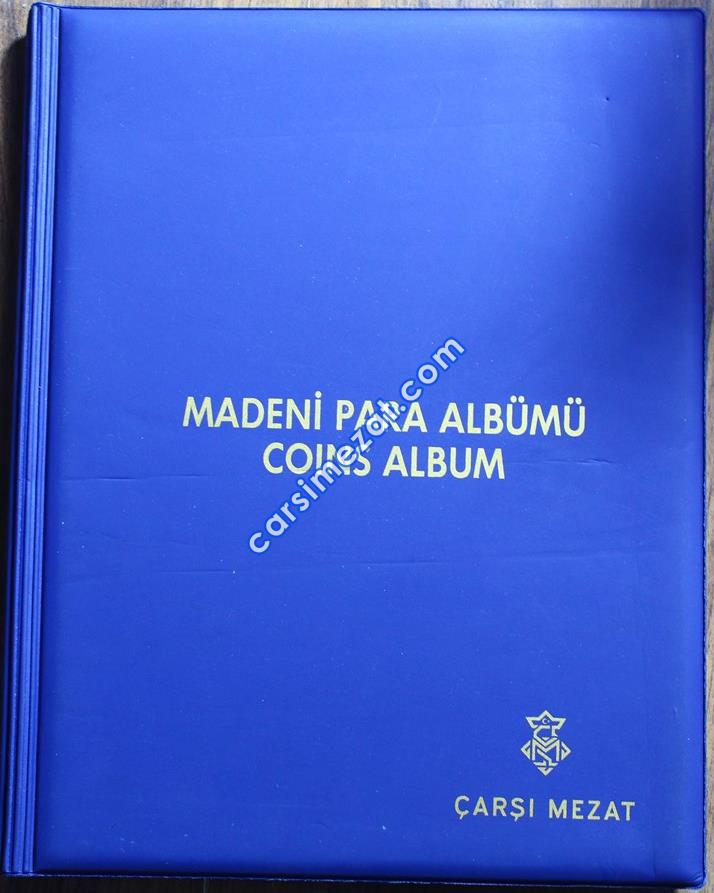 MADENİ PARA ALBÜMÜ
COINS ALBUM
carsimezat.com
ÇARŞI MEZAT